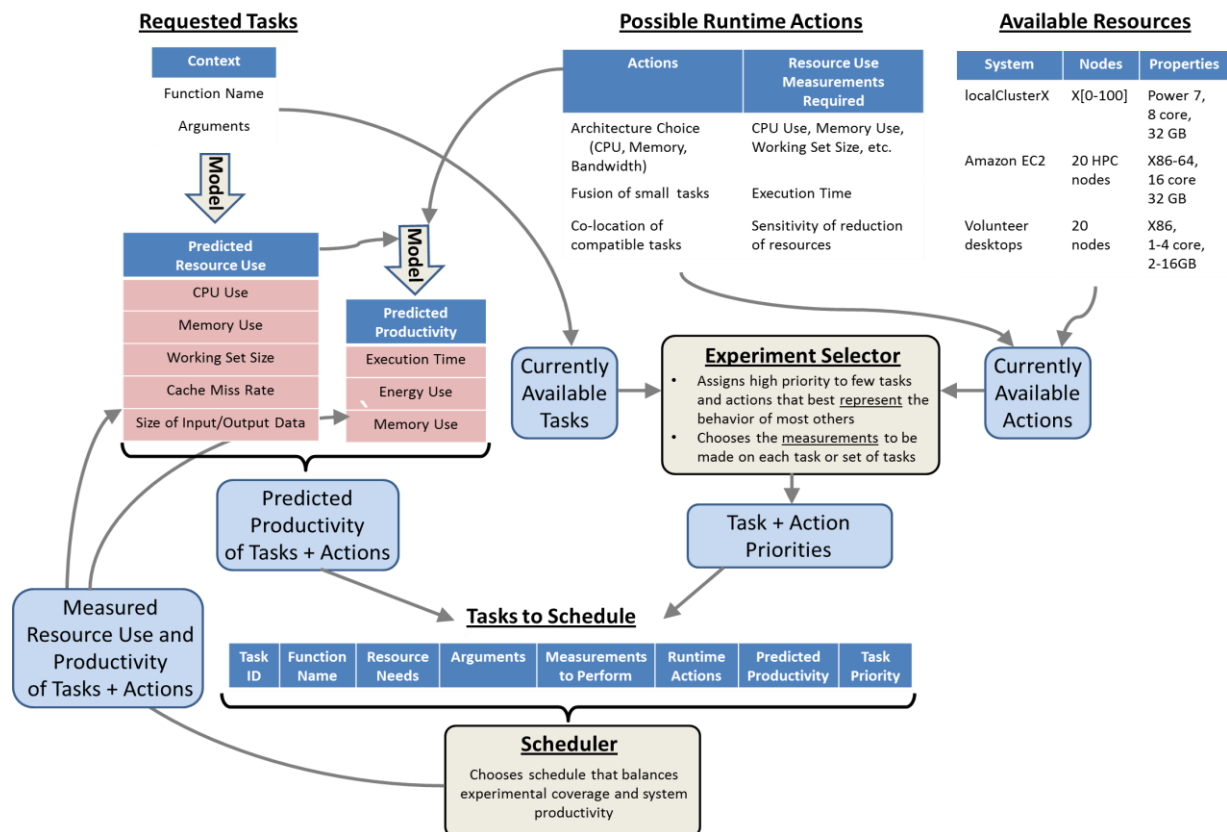 Requested Tasks
Context
Function Name
Arguments
Model
Predicted
Resource Use
CPU Use
Memory Use
Working Set Size
Cache Miss Rate
Size of Input/Output Data
Model
Predicted
Productivity
Execution Time
Energy Use
Memory Use
Possible Runtime Actions
Actions
Resource Use
Measurements
Required
Architecture Choice
(CPU, Memory,
Bandwidth)
CPU Use, Memory Use,
Working Set Size, etc.
Fusion of small tasks
Execution Time
Co-location of
compatible tasks
Sensitivity of reduction
of resources
Available Resources
System Nodes Properties
localClusterX
X[0-100]
Power 7,
8 core,
32 GB
Amazon EC2
20 HPC
nodes
X86-64,
16 core
32 GB
Volunteer
desktops
20
nodes
X86,
1-4 core,
2-16GB
Currently
Available
Tasks
Experiment Selector
• Assigns high priority to few tasks
and actions that best represent the
behavior of most others
• Chooses the measurements to be
made on each task or set of tasks
Currently
Available
Actions
Predicted
Productivity
of Tasks + Actions
Task + Action
Priorities
Measured
Resource Use and
Productivity
of Tasks + Actions
Tasks to Schedule
Task
ID
Function
Name
Resource
Needs
Arguments
Measurements
to Perform
Runtime
Actions
Predicted
Productivity
Task
Priority
Scheduler
Chooses schedule that balances
experimental coverage and system
productivity